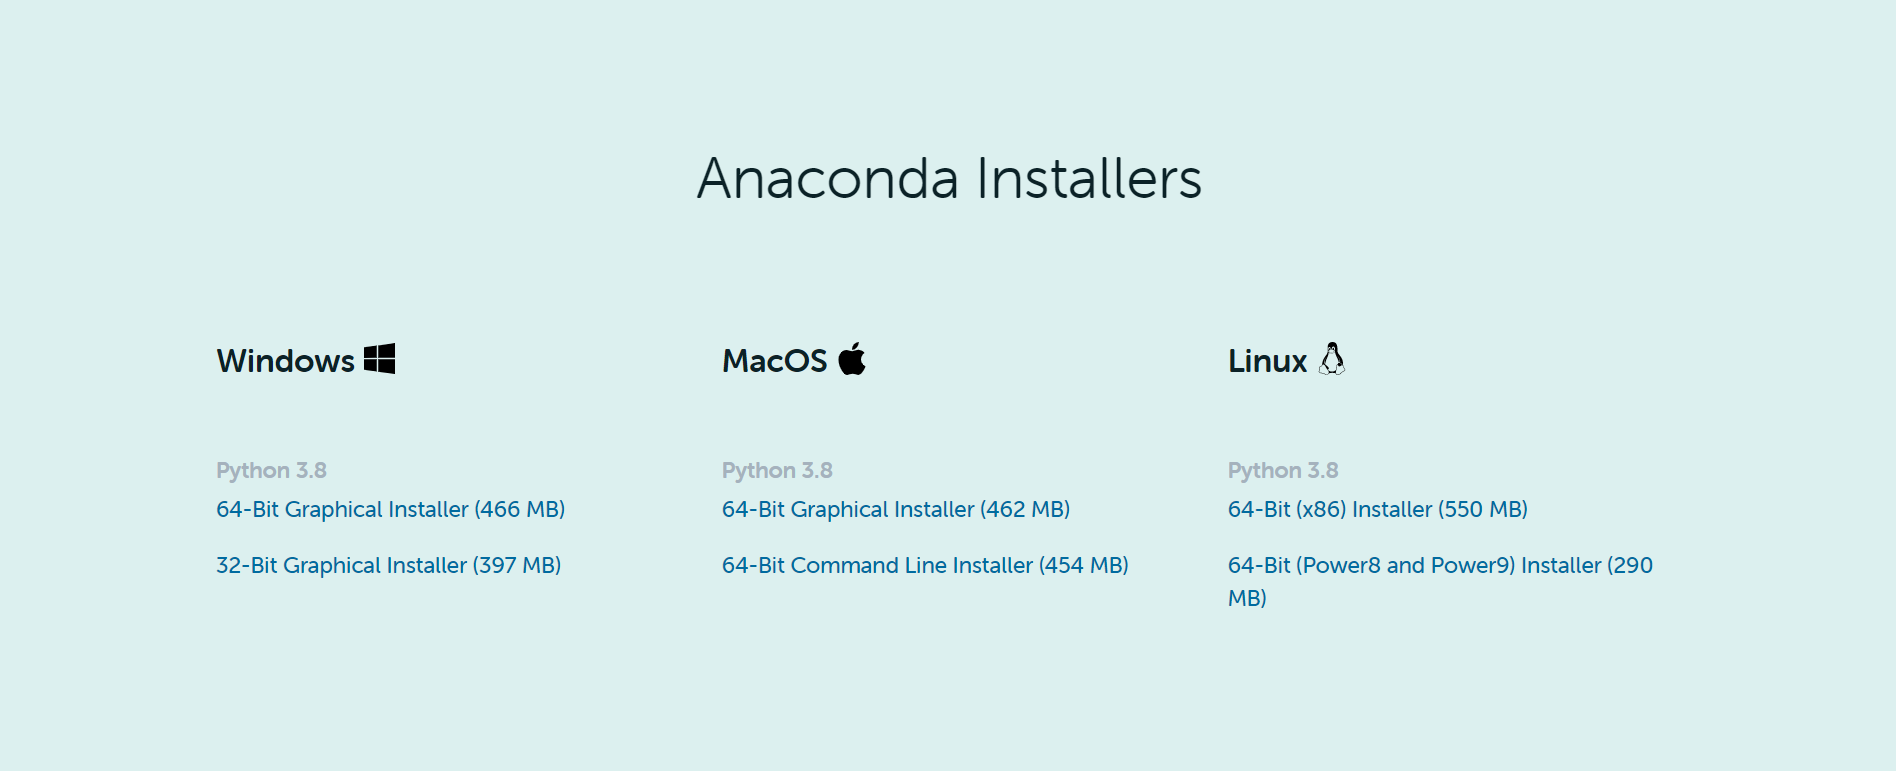 Anaconda Installers
Windows
MacOS
Linux
Python 3.8
64-Bit Graphical Installer (466 MB)
32-Bit Graphical Installer (397 MB)
Python 3.8
64-Bit Graphical Installer (462 MB)
64-Bit Command Line Installer (454 MB)
Python 3.8
64-Bit (x86) Installer (550 MB)
64-Bit (Power8 and Power9) Installer (290
MB)